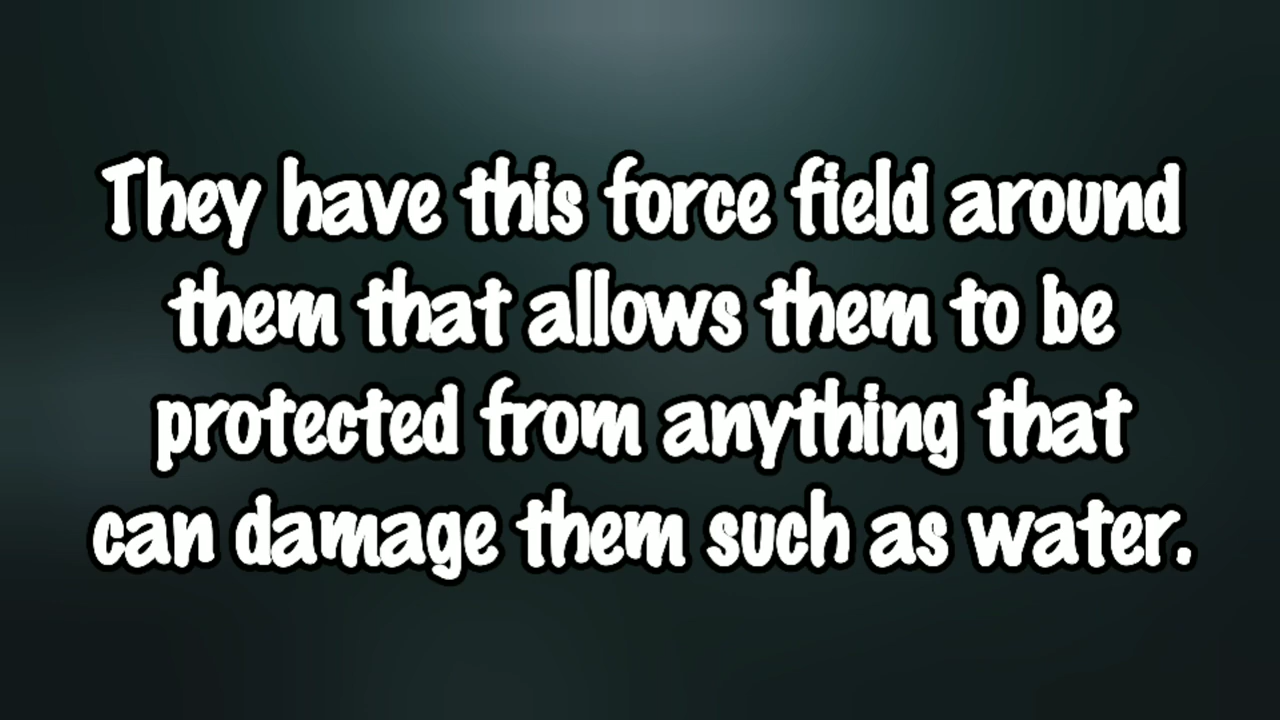 They have this force field around
them that allows them to be
protected from anything that
can damage them such as water.